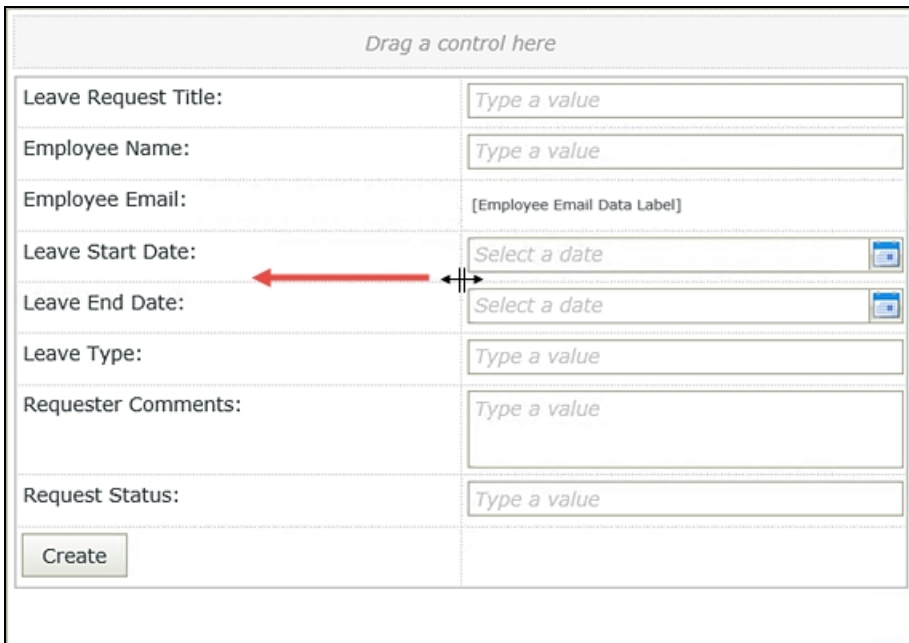 Drag a control here
Leave Request Title:
Type a value
Employee Name:
Type a value
Employee Email:
[Employee Email Data Label]
Leave Start Date:
Select a date
Leave End Date:
Select a date
Leave Type:
Type a value
Requester Comments:
Type a value
Request Status:
Type a value
Create